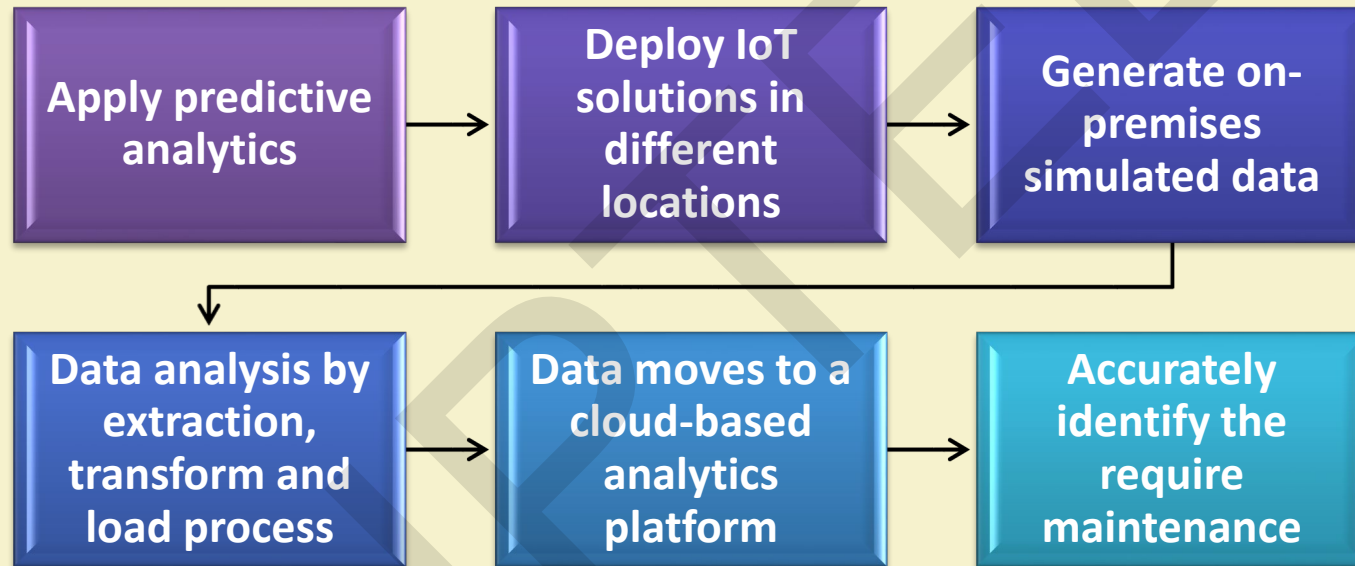 Apply predictive
analytics
Deploy IoT
solutions in
different
locations
Generate on-
premises
simulated data
Data analysis by
extraction,
transform and
load process
Data moves to a
cloud-based
analytics
platform
Accurately
identify the
require
maintenance